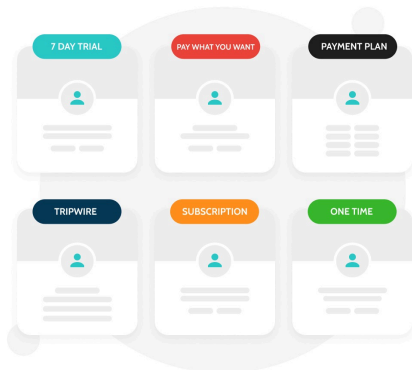 7 DAY TRIAL
PAY WHAT YOU WANT
PAYMENT PLAN
TRIPWIRE
SUBSCRIPTION
ONE TIME